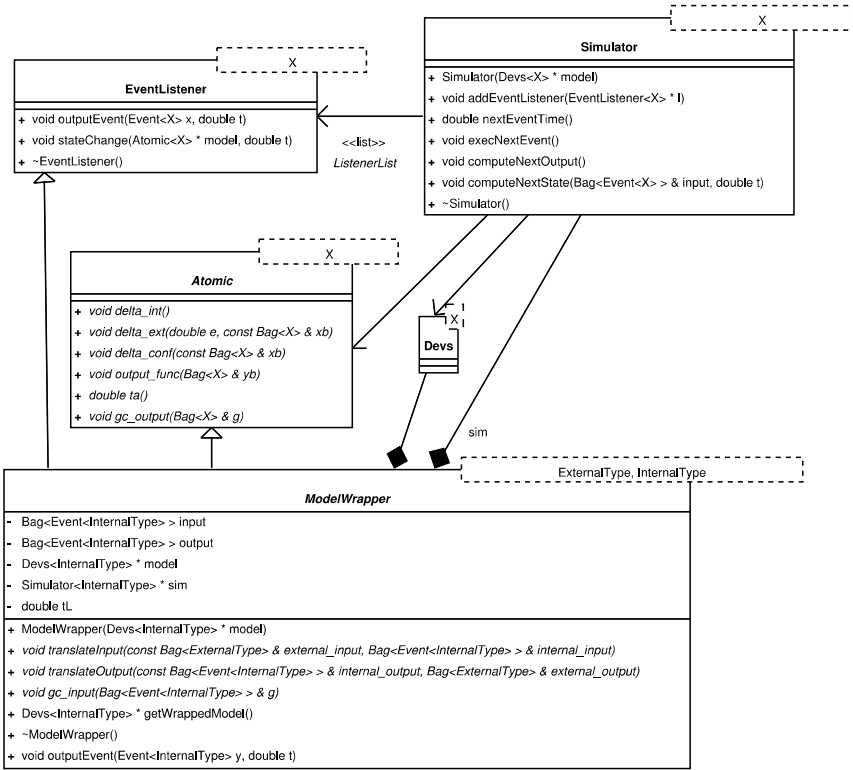 X
EventListener
+ void outputEvent(Event<X> x, double t)
+ void stateChange(Atomic<X> * model, double t)
+ ~EventListener()
X
Simulator
+ Simulator(Devs<X> * model)
+ void addEventListener(EventListener<X> * l)
+ double nextEventTime()
+ void execNextEvent()
+ void computeNextOutput()
+ void computeNextState(Bag<Event<X> > & input, double t)
+ ~Simulator()
<<list>>
ListenerList
X
Atomic
+ void delta_int()
+ void delta_ext(double e, const Bag<X> & xb)
+ void delta_conf(const Bag<X> & xb)
+ void output_func(Bag<X> & yb)
+ double ta()
+ void gc_output(Bag<X> & g)
X
Devs
sim
ExternalType, InternalType
ModelWrapper
- Bag<Event<InternalType> > input
- Bag<Event<InternalType> > output
- Devs<InternalType> * model
- Simulator<InternalType> * sim
- double tL
+ ModelWrapper(Devs<InternalType> * model)
+ void translateInput(const Bag<ExternalType> & external_input, Bag<Event<InternalType> > & internal_input)
+ void translateOutput(const Bag<Event<InternalType> > & internal_output, Bag<ExternalType> & external_output)
+ void gc_input(Bag<Event<InternalType> > & g)
+ Devs<InternalType> * getWrappedModel()
+ ~ModelWrapper()
+ void outputEvent(Event<InternalType> y, double t)